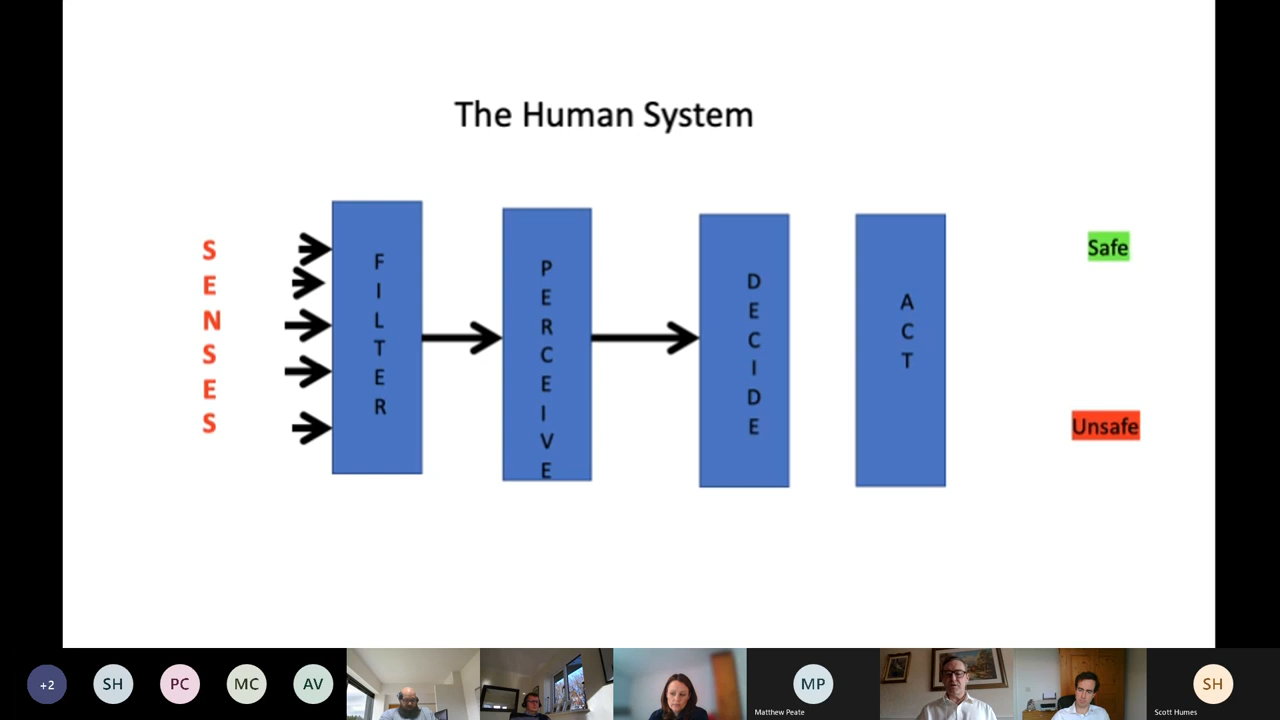 The Human System
SENSES
FILTER
PERCEIVE
DECIDE
ACT
Safe
Unsafe
+2
SH
PC
MC
AV
MP
Matthew Peate
SH
Scott Humes